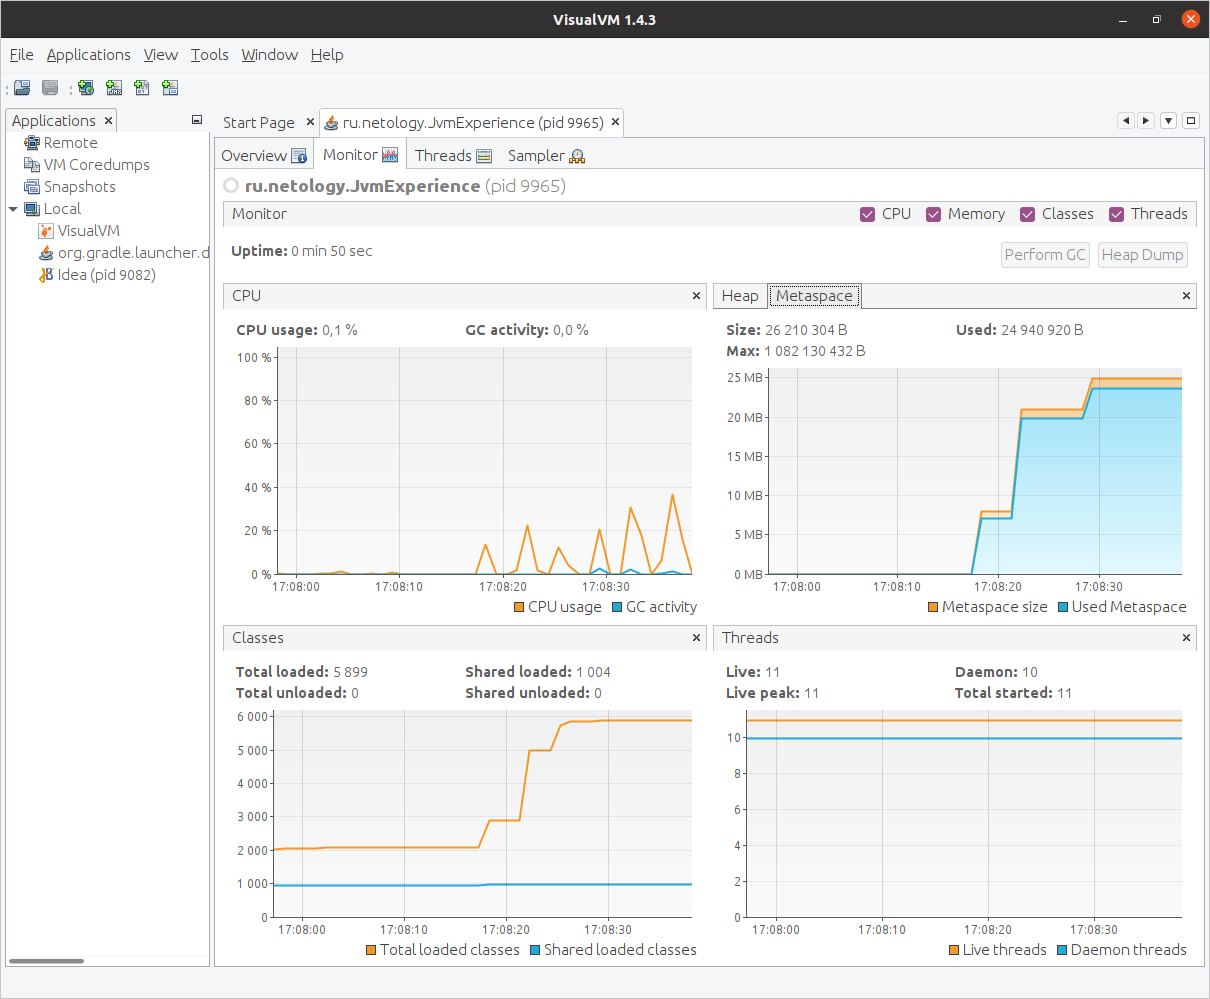 VisualVM 1.4.3
File Applications View Tools Window Help
Applications
Remote
VM Coredumps
Snapshots
Local
VisualVM
org.gradle.launcher.d
Idea (pid 9082)
Start Page
ru.netology.JvmExperience (pid 9965)
Overview Monitor Threads Sampler
ru.netology.JvmExperience (pid 9965)
Monitor
CPU Memory Classes Threads
Uptime: 0 min 50 sec
Perform GC Heap Dump
CPU
CPU usage: 0,1 % GC activity: 0,0 %
100 %
80 %
60 %
40 %
20 %
0 %
17:08:00 17:08:10 17:08:20 17:08:30
CPU usage GC activity
Heap Metaspace
Size: 26 210 304 B Used: 24 940 920 B
Max: 1 082 130 432 B
25 MB
20 MB
15 MB
10 MB
5 MB
0 MB
17:08:00 17:08:10 17:08:20 17:08:30
Metaspace size Used Metaspace
Classes
Total loaded: 5 899 Shared loaded: 1 004
Total unloaded: 0 Shared unloaded: 0
6 000
5 000
4 000
3 000
2 000
1 000
0
17:08:00 17:08:10 17:08:20 17:08:30
Total loaded classes Shared loaded classes
Threads
Live: 11 Daemon: 10
Live peak: 11 Total started: 11
10
8
6
4
2
0
17:08:00 17:08:10 17:08:20 17:08:30
Live threads Daemon threads